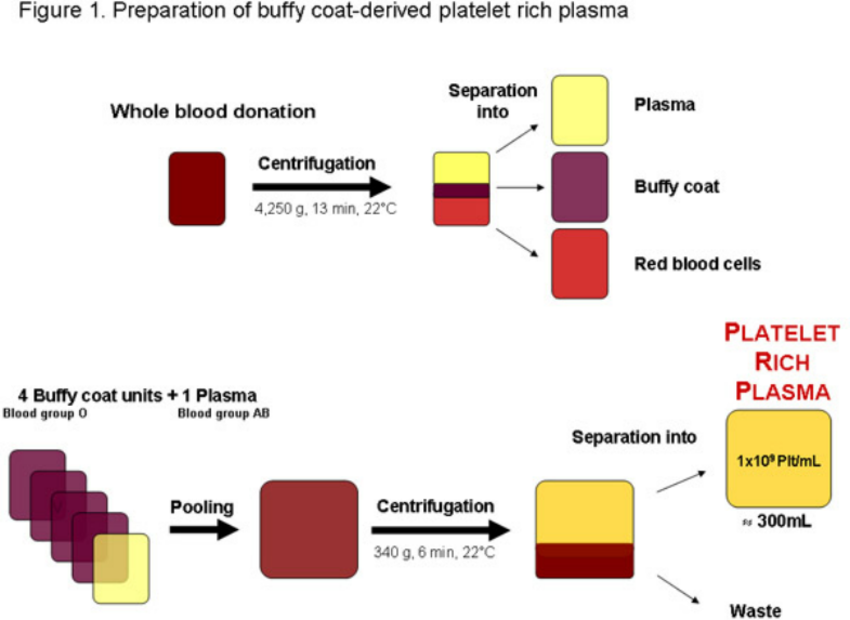 Figure 1. Preparation of buffy coat-derived platelet rich plasma
Whole blood donation
Centrifugation
4,250 g, 13 min, 22°C
Separation
into
Plasma
Buffy coat
Red blood cells
4 Buffy coat units + 1 Plasma
Blood group O
Blood group AB
Pooling
Centrifugation
340 g, 6 min, 22°C
Separation into
PLATELET
RICH
PLASMA
1x10⁹ Plt/mL
≈ 300mL
Waste